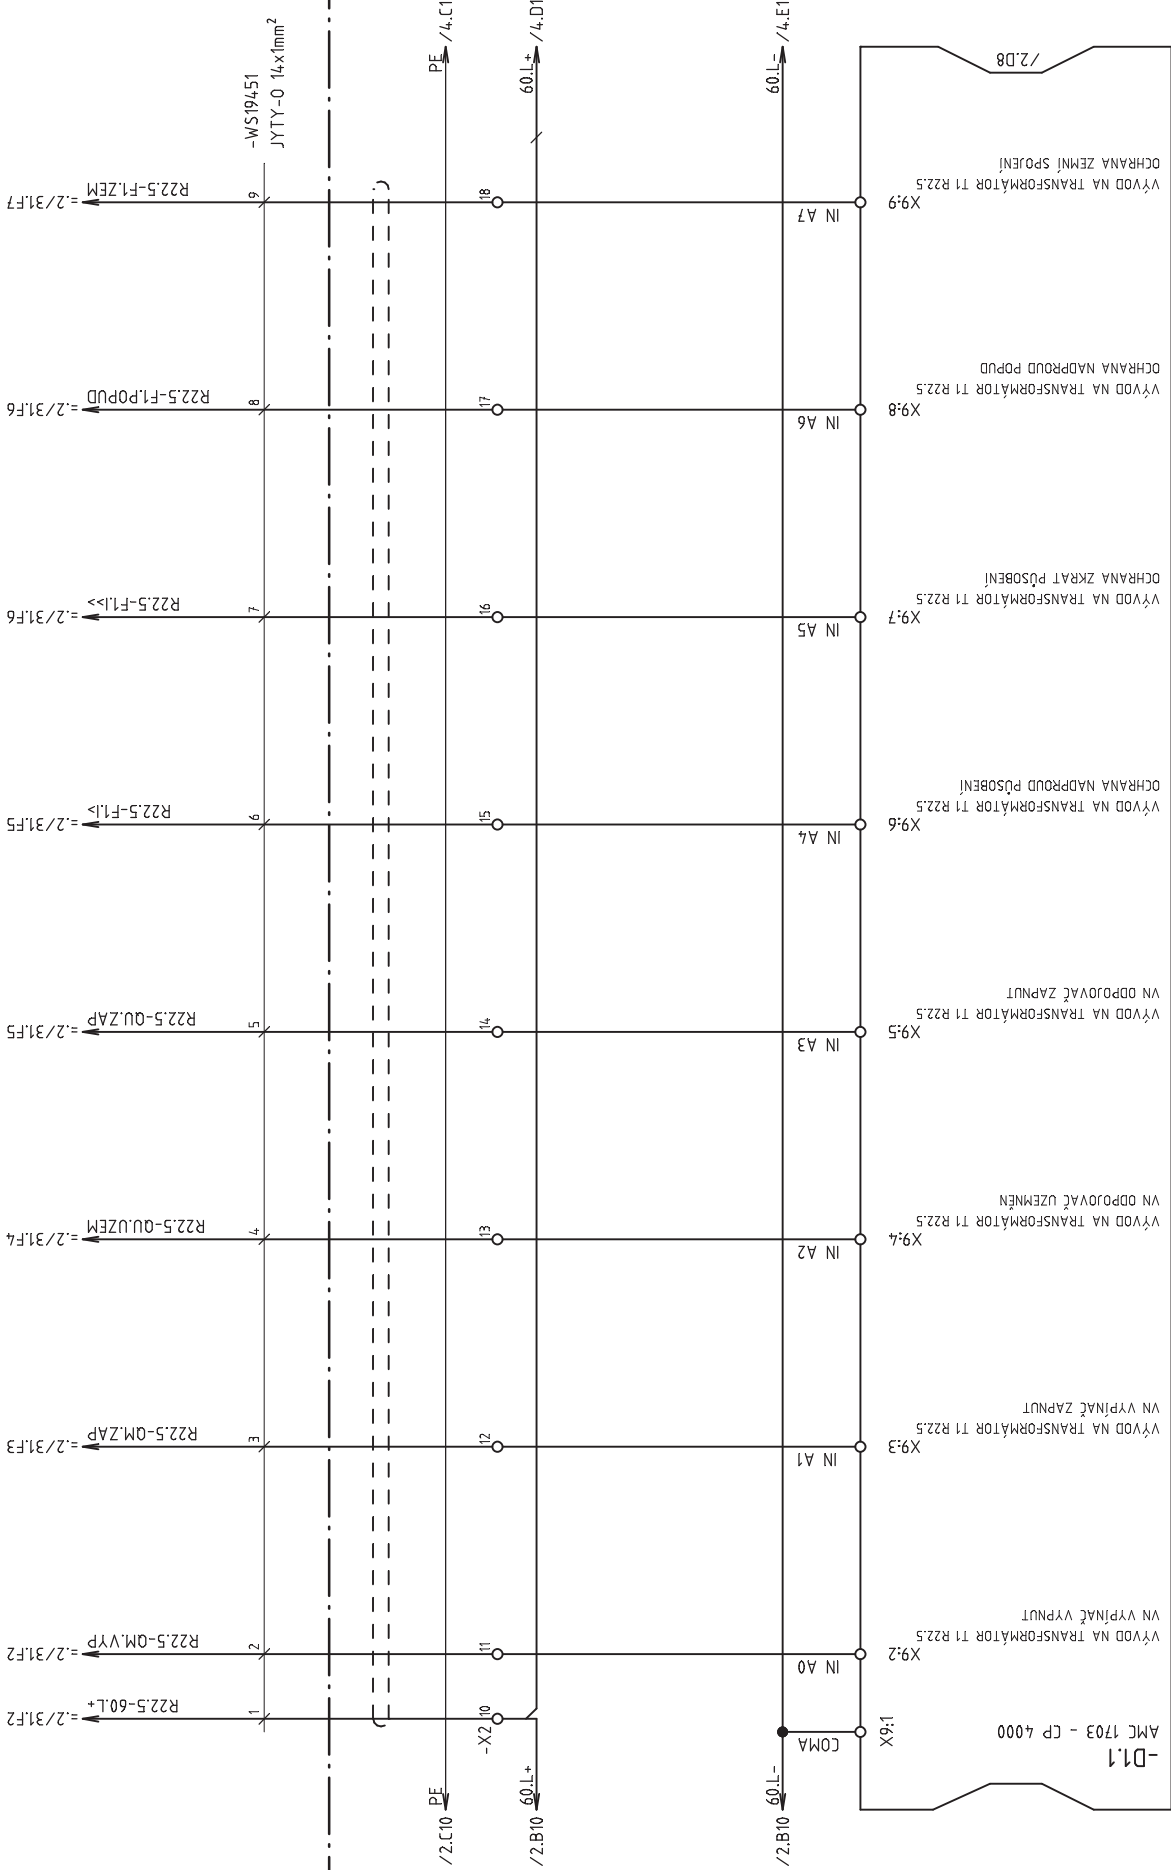 =.2/31.F2
R22.5-60.L+
1
=.2/31.F2
R22.5-QM.VYP
2
=.2/31.F3
R22.5-QM.ZAP
3
=.2/31.F4
R22.5-QU.UZEM
4
=.2/31.F5
R22.5-QU.ZAP
5
=.2/31.F5
R22.5-F1.I>
6
=.2/31.F6
R22.5-F1.I>>
7
=.2/31.F6
R22.5-F1.POPUD
8
=.2/31.F7
R22.5-F1.ZEM
9
-WS19451
JYTY-O 14x1mm²
/2.C10
PE
PE
/4.C1
-X2
10
11
12
13
14
15
16
17
18
/2.B10
60.L+
60.L+
/4.D1
/2.B10
60.L-
60.L-
/4.E1
COMA
IN A0
IN A1
IN A2
IN A3
IN A4
IN A5
IN A6
IN A7
X9:1
-D1.1
AMC 1703 - CP 4000
X9:2
VÝVOD NA TRANSFORMÁTOR T1 R22.5
VN VYPÍNAČ VYPNUT
X9:3
VÝVOD NA TRANSFORMÁTOR T1 R22.5
VN VYPÍNAČ ZAPNUT
X9:4
VÝVOD NA TRANSFORMÁTOR T1 R22.5
VN ODPOJOVAČ UZEMNĚN
X9:5
VÝVOD NA TRANSFORMÁTOR T1 R22.5
VN ODPOJOVAČ ZAPNUT
X9:6
VÝVOD NA TRANSFORMÁTOR T1 R22.5
OCHRANA NADPROUD PŮSOBENÍ
X9:7
VÝVOD NA TRANSFORMÁTOR T1 R22.5
OCHRANA ZKRAT PŮSOBENÍ
X9:8
VÝVOD NA TRANSFORMÁTOR T1 R22.5
OCHRANA NADPROUD POPUD
X9:9
VÝVOD NA TRANSFORMÁTOR T1 R22.5
OCHRANA ZEMNÍ SPOJENÍ
/2.D8